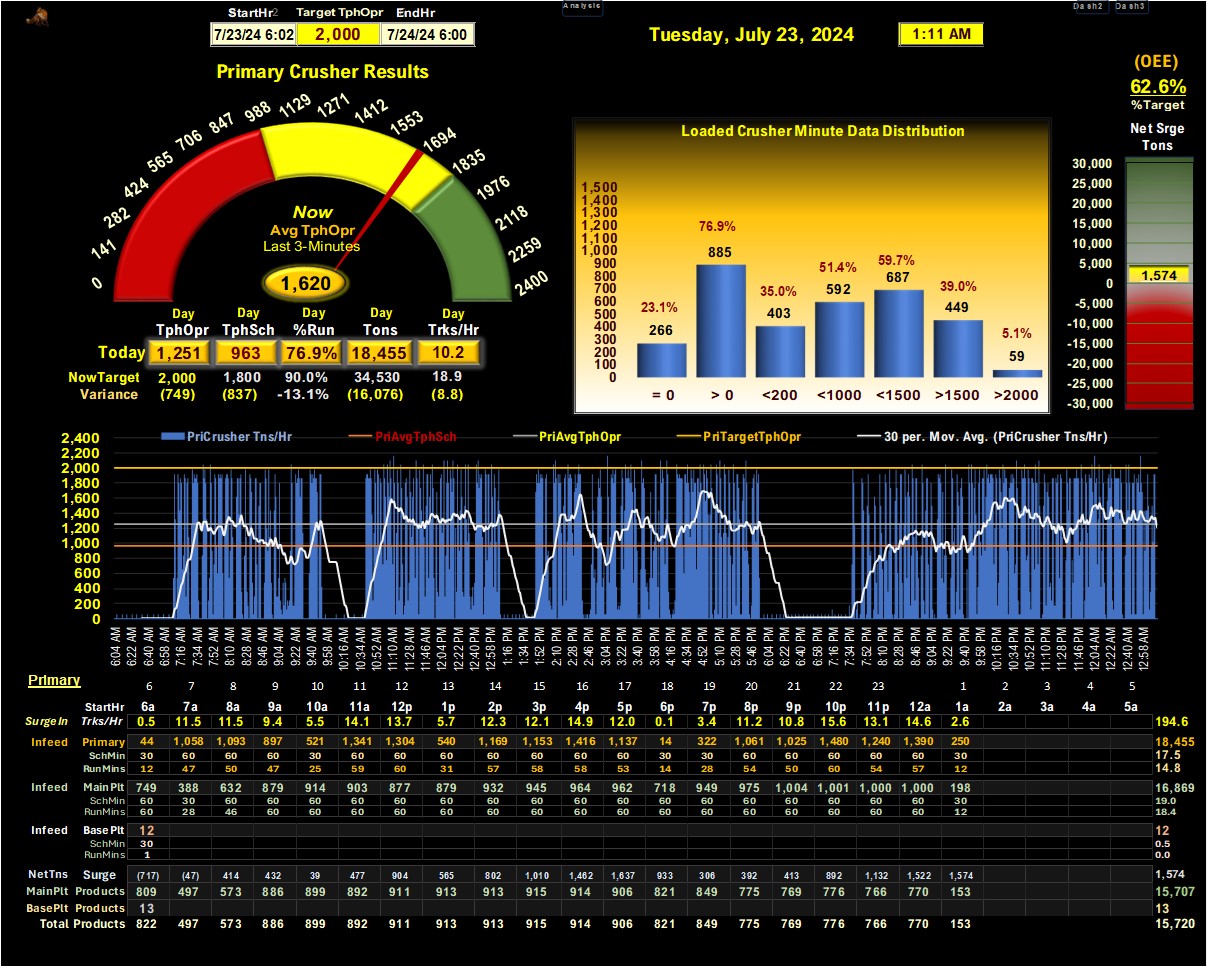 StartHr2 Target TphOpr EndHr Analysis Dash2 Dash3
7/23/24 6:02 2,000 7/24/24 6:00 Tuesday, July 23, 2024 1:11 AM
(OEE)
62.6%
%Target
Primary Crusher Results
0 141 282 424 565 706 847 988 1129 1271 1412 1553 1694 1835 1976 2118 2259 2400
Now
Avg TphOpr
Last 3-Minutes
1,620
Day Day Day Day Day
TphOpr TphSch %Run Tons Trks/Hr
Today 1,251 963 76.9% 18,455 10.2
NowTarget 2,000 1,800 90.0% 34,530 18.9
Variance (749) (837) -13.1% (16,076) (8.8)
Loaded Crusher Minute Data Distribution
1,500
1,400
1,300
1,200
1,100
1,000
900
800
700
600
500
400
300
200
100
0
23.1% 76.9% 35.0% 51.4% 59.7% 39.0% 5.1%
266 885 403 592 687 449 59
= 0 > 0 <200 <1000 <1500 >1500 >2000
Net Srge
Tons
30,000
25,000
20,000
15,000
10,000
5,000
0
-5,000
-10,000
-15,000
-20,000
-25,000
-30,000
1,574
PriCrusher Tns/Hr PriAvgTphSch PriAvgTphOpr PriTargetTphOpr 30 per. Mov. Avg. (PriCrusher Tns/Hr)
2,400
2,200
2,000
1,800
1,600
1,400
1,200
1,000
800
600
400
200
0
6:04 AM 6:22 AM 6:40 AM 6:58 AM 7:16 AM 7:34 AM 7:52 AM 8:10 AM 8:28 AM 8:46 AM 9:04 AM 9:22 AM 9:40 AM 9:58 AM 10:16 AM 10:34 AM 10:52 AM 11:10 AM 11:28 AM 11:46 AM 12:04 PM 12:22 PM 12:40 PM 12:58 PM 1:16 PM 1:34 PM 1:52 PM 2:10 PM 2:28 PM 2:46 PM 3:04 PM 3:22 PM 3:40 PM 3:58 PM 4:16 PM 4:34 PM 4:52 PM 5:10 PM 5:28 PM 5:46 PM 6:04 PM 6:22 PM 6:40 PM 6:58 PM 7:16 PM 7:34 PM 7:52 PM 8:10 PM 8:28 PM 8:46 PM 9:04 PM 9:22 PM 9:40 PM 9:58 PM 10:16 PM 10:34 PM 10:52 PM 11:10 PM 11:28 PM 11:46 PM 12:04 AM 12:22 AM 12:40 AM 12:58 AM
Primary 6 7 8 9 10 11 12 13 14 15 16 17 18 19 20 21 22 23 1 2 3 4 5
StartHr 6a 7a 8a 9a 10a 11a 12p 1p 2p 3p 4p 5p 6p 7p 8p 9p 10p 11p 12a 1a 2a 3a 4a 5a
SurgeIn Trks/Hr 0.5 11.5 11.5 9.4 5.5 14.1 13.7 5.7 12.3 12.1 14.9 12.0 0.1 3.4 11.2 10.8 15.6 13.1 14.6 2.6 194.6
Infeed Primary 44 1,058 1,093 897 521 1,341 1,304 540 1,169 1,153 1,416 1,137 14 322 1,061 1,025 1,480 1,240 1,390 250 18,455
SchMin 30 60 60 60 60 60 60 60 60 60 60 60 30 30 60 60 60 60 60 30 17.5
RunMins 12 47 50 47 25 59 60 31 57 58 58 53 14 28 54 50 60 54 57 12 14.8
Infeed MainPlt 749 388 632 879 914 903 877 879 932 945 964 962 718 949 975 1,004 1,001 1,000 1,000 198 16,869
SchMin 60 30 60 60 60 60 60 60 60 60 60 60 60 60 60 60 60 60 60 30 19.0
RunMins 60 28 46 60 60 60 60 60 60 60 60 60 60 60 60 60 60 60 60 12 18.4
Infeed BasePlt 12 12
SchMin 30 0.5
RunMins 1 0.0
NetTns Surge (717) (47) 414 432 39 477 904 565 802 1,010 1,462 1,637 933 306 392 413 892 1,132 1,522 1,574 1,574
MainPlt Products 809 497 573 886 899 892 911 913 913 915 914 906 821 849 775 769 776 766 770 153 15,707
BasePlt Products 13 13
Total Products 822 497 573 886 899 892 911 913 913 915 914 906 821 849 775 769 776 766 770 153 15,720